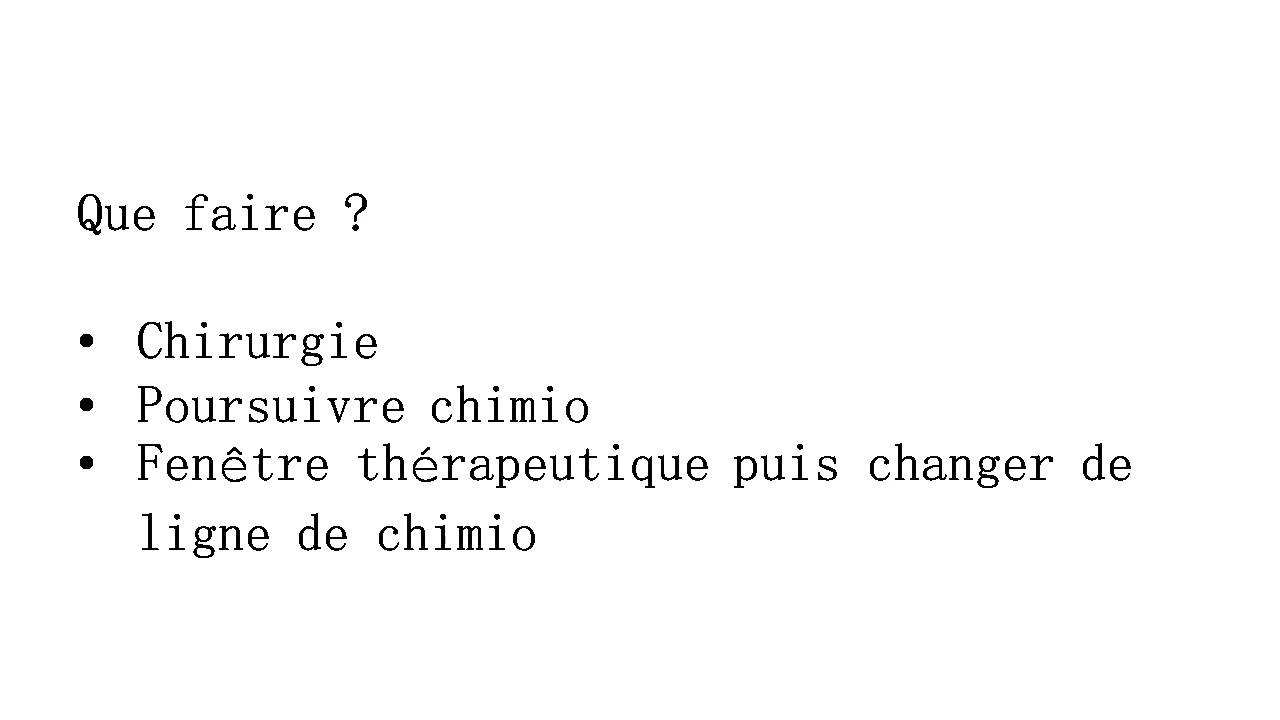 Que faire ?
• Chirurgie
• Poursuivre chimio
• Fenêtre thérapeutique puis changer de
ligne de chimio